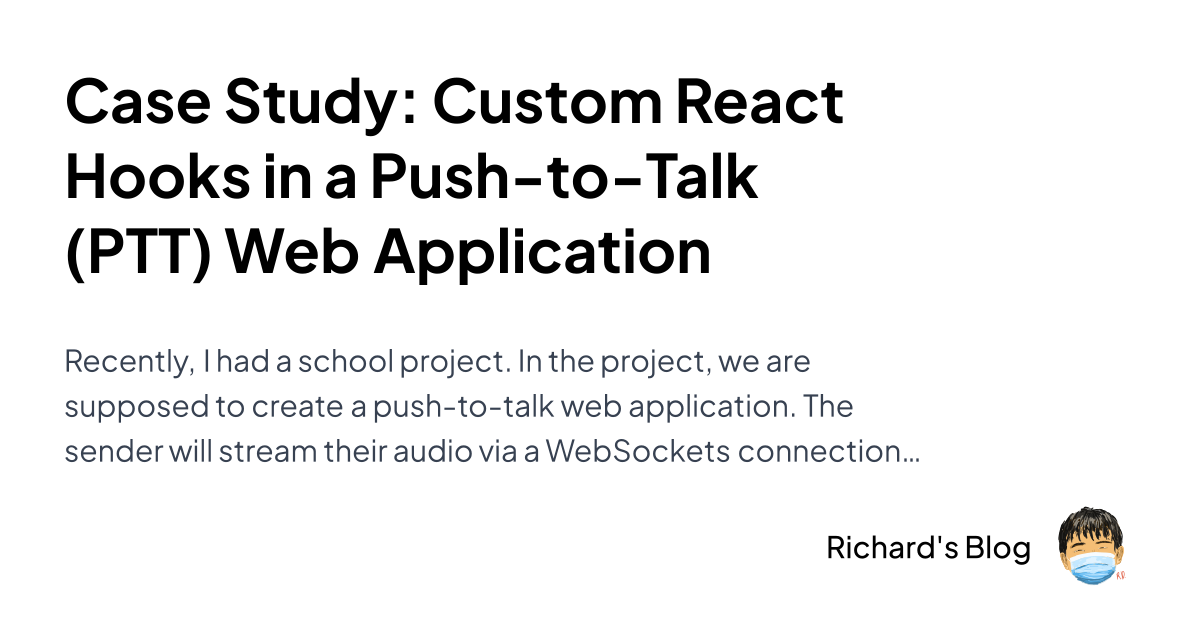 Case Study: Custom React
Hooks in a Push-to-Talk
(PTT) Web Application
Recently, I had a school project. In the project, we are
supposed to create a push-to-talk web application. The
sender will stream their audio via a WebSockets connection…
Richard's Blog
RD